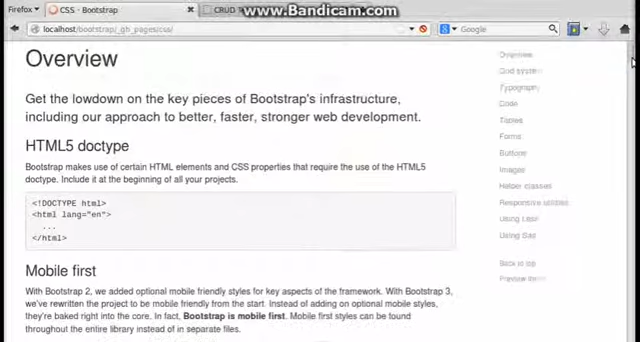 www.Bandicam.com
Firefox
CSS · Bootstrap
CRUD
localhost/bootstrap/_gh_pages/css/
Google
Overview
Get the lowdown on the key pieces of Bootstrap's infrastructure,
including our approach to better, faster, stronger web development.
HTML5 doctype
Bootstrap makes use of certain HTML elements and CSS properties that require the use of the HTML5
doctype. Include it at the beginning of all your projects.
<!DOCTYPE html>
<html lang="en">
...
</html>
Mobile first
With Bootstrap 2, we added optional mobile friendly styles for key aspects of the framework. With Bootstrap 3,
we've rewritten the project to be mobile friendly from the start. Instead of adding on optional mobile styles,
they're baked right into the core. In fact, Bootstrap is mobile first. Mobile first styles can be found
throughout the entire library instead of in separate files.
Overview
Grid system
Typography
Code
Tables
Forms
Buttons
Images
Helper classes
Responsive utilities
Using Less
Using Sass
Back to top
Preview theme